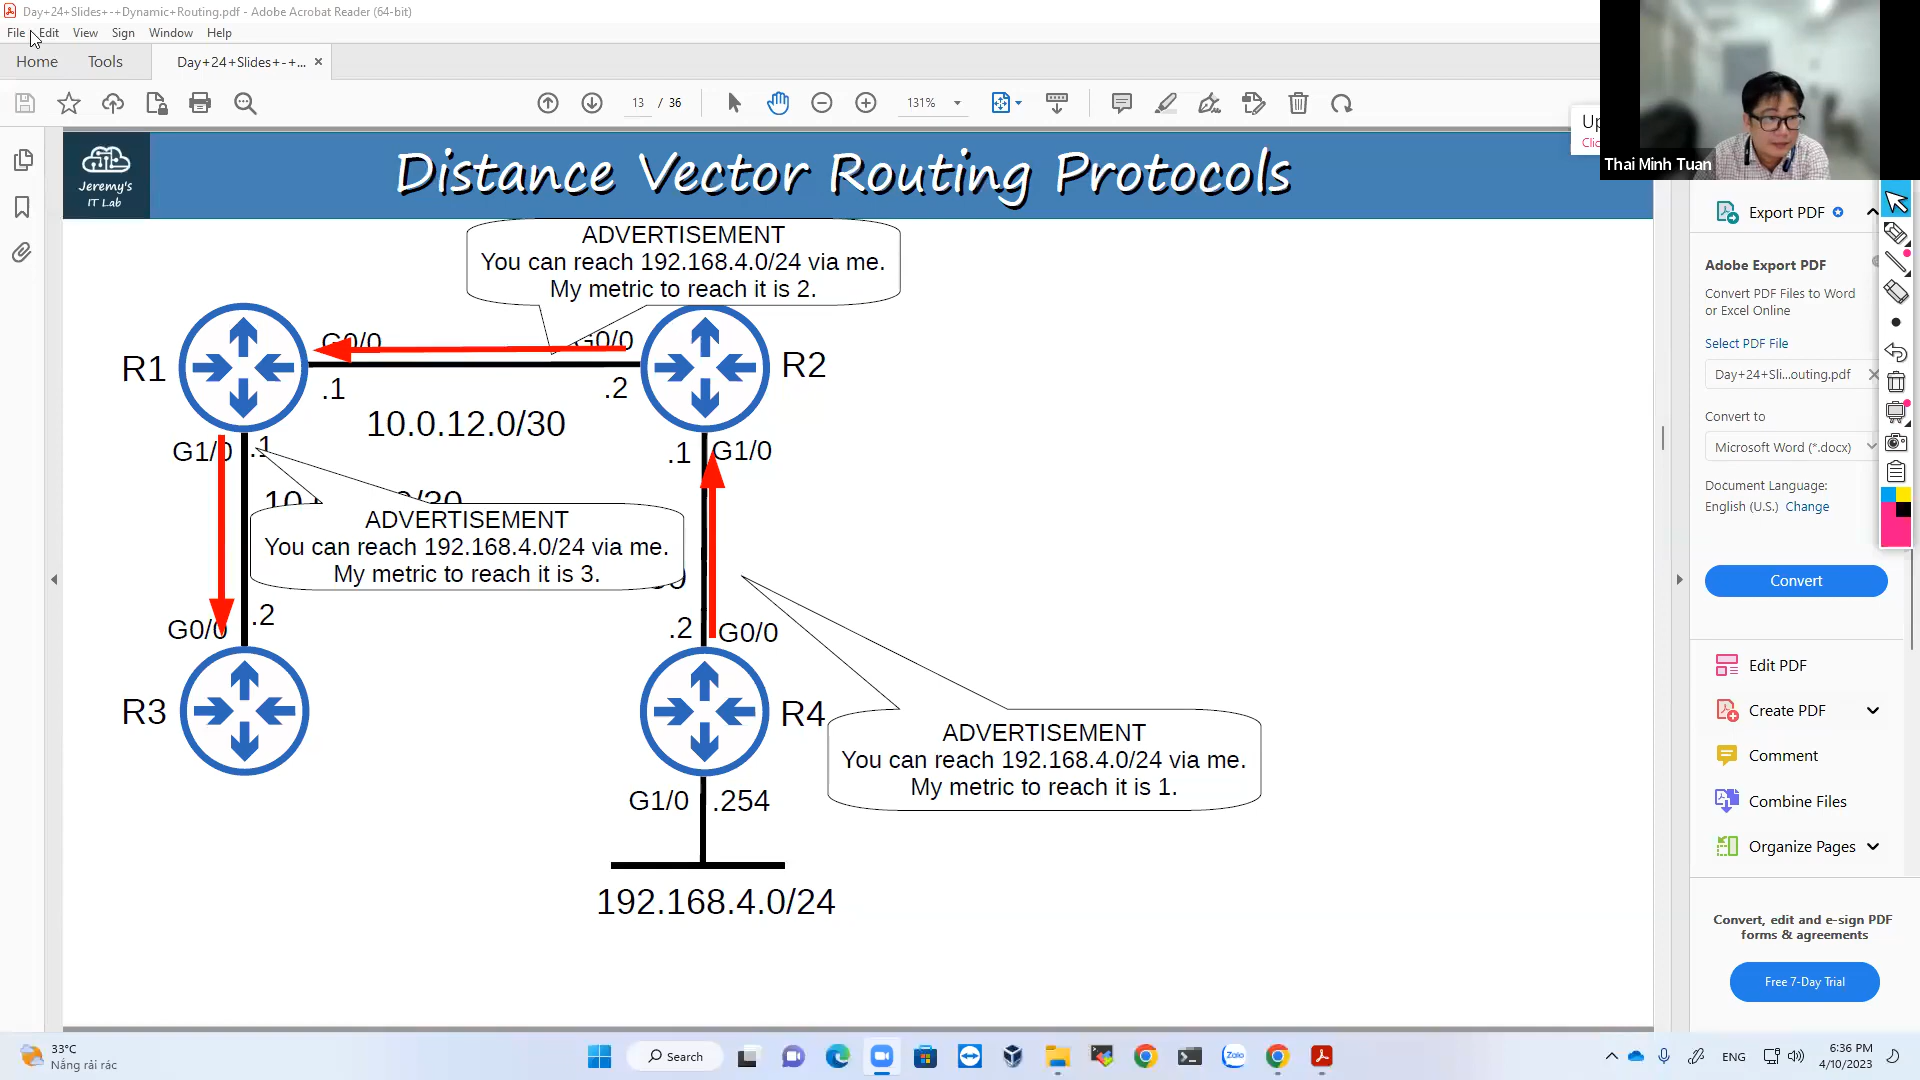 Day+24+Slides+-+Dynamic+Routing.pdf - Adobe Acrobat Reader (64-bit)
File Edit View Sign Window Help
Home Tools Day+24+Slides+-+... ×
13 / 36 131%
Thai Minh Tuan
Jeremy's
IT Lab
Distance Vector Routing Protocols
ADVERTISEMENT
You can reach 192.168.4.0/24 via me.
My metric to reach it is 2.
R1
G0/0
G0/0
R2
.1
.2
10.0.12.0/30
G1/0
.1
.1
G1/0
ADVERTISEMENT
You can reach 192.168.4.0/24 via me.
My metric to reach it is 3.
G0/0
.2
.2
G0/0
R3
R4
ADVERTISEMENT
You can reach 192.168.4.0/24 via me.
My metric to reach it is 1.
G1/0
.254
192.168.4.0/24
Export PDF
Adobe Export PDF
Convert PDF Files to Word
or Excel Online
Select PDF File
Day+24+Sli...outing.pdf
Convert to
Microsoft Word (*.docx)
Document Language:
English (U.S.) Change
Convert
Edit PDF
Create PDF
Comment
Combine Files
Organize Pages
Convert, edit and e-sign PDF
forms & agreements
Free 7-Day Trial
33°C
Nắng rải rác
Search
Zalo
ENG
6:36 PM
4/10/2023